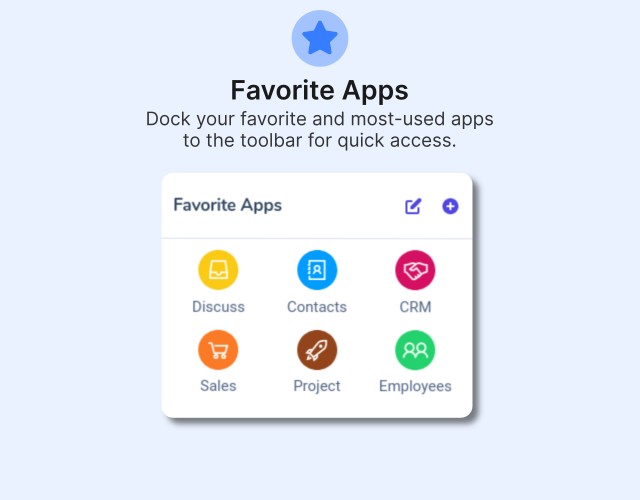 Favorite Apps
Dock your favorite and most-used apps
to the toolbar for quick access.
Favorite Apps
Discuss Contacts CRM
Sales Project Employees